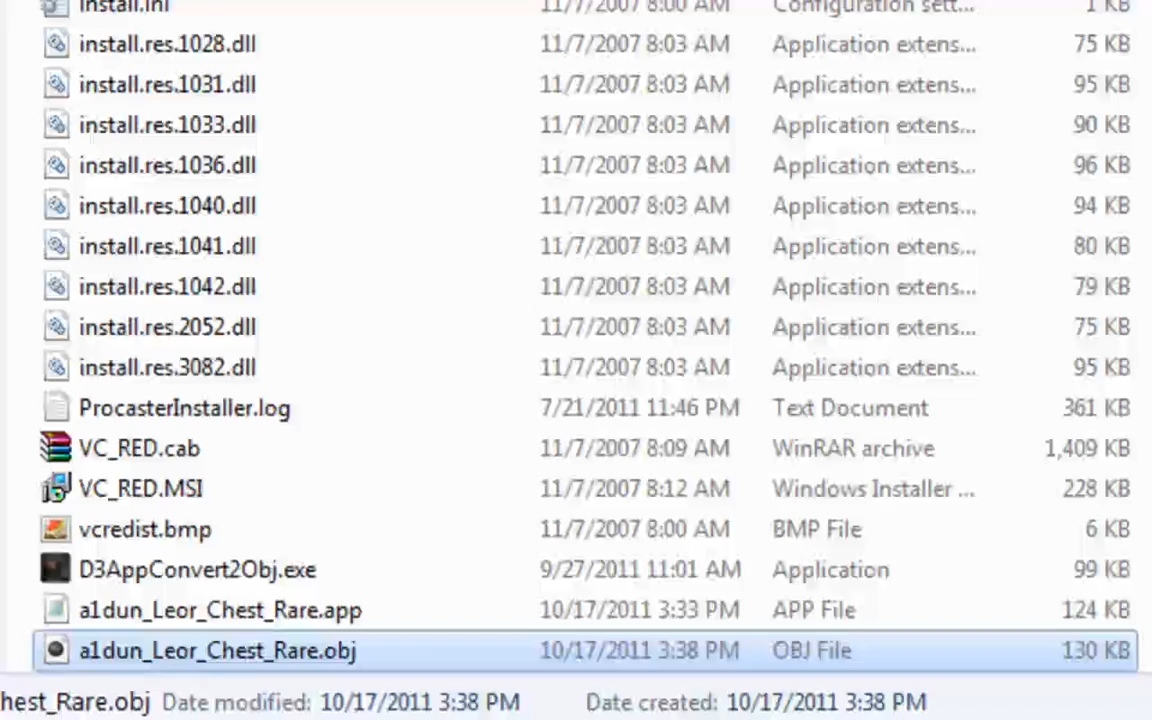 install.ini 11/7/2007 8:00 AM Configuration sett... 1 KB
install.res.1028.dll 11/7/2007 8:03 AM Application extens... 75 KB
install.res.1031.dll 11/7/2007 8:03 AM Application extens... 95 KB
install.res.1033.dll 11/7/2007 8:03 AM Application extens... 90 KB
install.res.1036.dll 11/7/2007 8:03 AM Application extens... 96 KB
install.res.1040.dll 11/7/2007 8:03 AM Application extens... 94 KB
install.res.1041.dll 11/7/2007 8:03 AM Application extens... 80 KB
install.res.1042.dll 11/7/2007 8:03 AM Application extens... 79 KB
install.res.2052.dll 11/7/2007 8:03 AM Application extens... 75 KB
install.res.3082.dll 11/7/2007 8:03 AM Application extens... 95 KB
ProcasterInstaller.log 7/21/2011 11:46 PM Text Document 361 KB
VC_RED.cab 11/7/2007 8:09 AM WinRAR archive 1,409 KB
VC_RED.MSI 11/7/2007 8:12 AM Windows Installer ... 228 KB
vcredist.bmp 11/7/2007 8:00 AM BMP File 6 KB
D3AppConvert2Obj.exe 9/27/2011 11:01 AM Application 99 KB
a1dun_Leor_Chest_Rare.app 10/17/2011 3:33 PM APP File 124 KB
a1dun_Leor_Chest_Rare.obj 10/17/2011 3:38 PM OBJ File 130 KB
hest_Rare.obj Date modified: 10/17/2011 3:38 PM Date created: 10/17/2011 3:38 PM